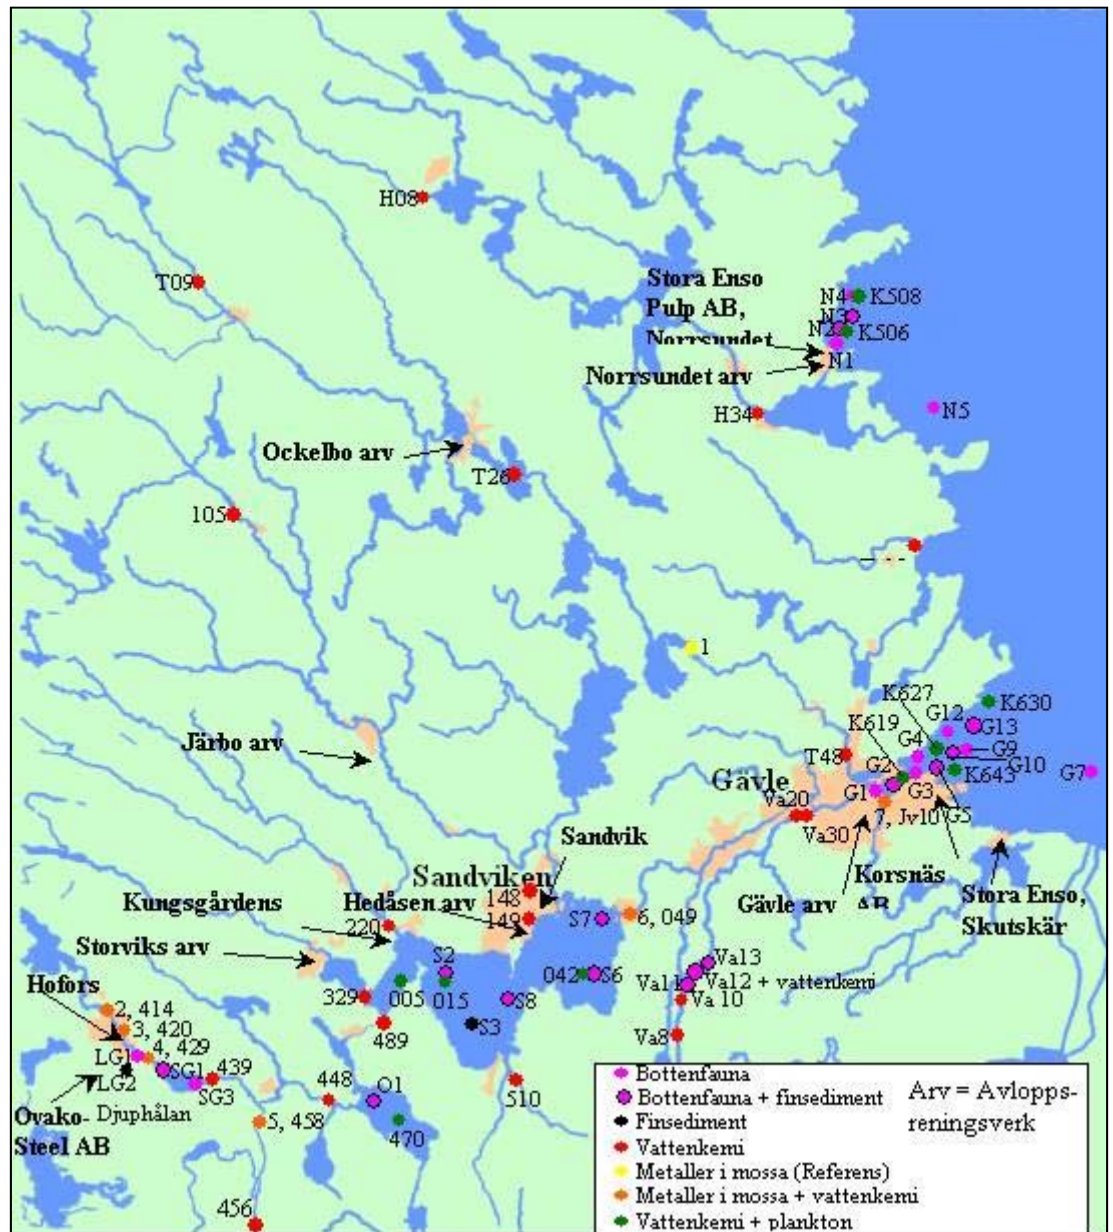 H08
T09
Stora Enso
Pulp AB,
Norrsundet
N4
K508
N3
N2
K506
N1
Norrsundet arv
H34
N5
Ockelbo arv
T26
105
1
K627
K630
K619
G12
G13
G4
Järbo arv
T48
G9
G2
G10
Gävle
K643
G7
G1
G3
Va20
7, Jv10
G5
Va30
Sandvik
Korsnäs
AB
Sandviken
Stora Enso,
Skutskär
Kungsgårdens
Hedåsen arv
148
Gävle arv
149
S7
6, 049
220
Storviks arv
S2
Va13
042
S6
Va11
Va12 + vattenkemi
Hofors
005
015
329
S8
Va 10
2, 414
S3
3, 420
489
Va8
LG1
4, 429
SG1
439
LG2
SG3
448
O1
510
Ovako-
Steel AB
Djuphålan
5, 458
470
456
Bottenfauna
Bottenfauna + finsediment
Finsediment
Vattenkemi
Metaller i mossa (Referens)
Metaller i mossa + vattenkemi
Vattenkemi + plankton
Arv = Avlopps-
reningsverk